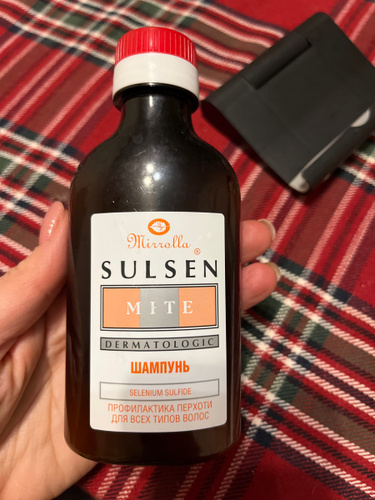 Mirrolla
®
SULSEN
MITE
DERMATOLOGIC
ШАМПУНЬ
SELENIUM SULFIDE
ПРОФИЛАКТИКА ПЕРХОТИ
ДЛЯ ВСЕХ ТИПОВ ВОЛОС